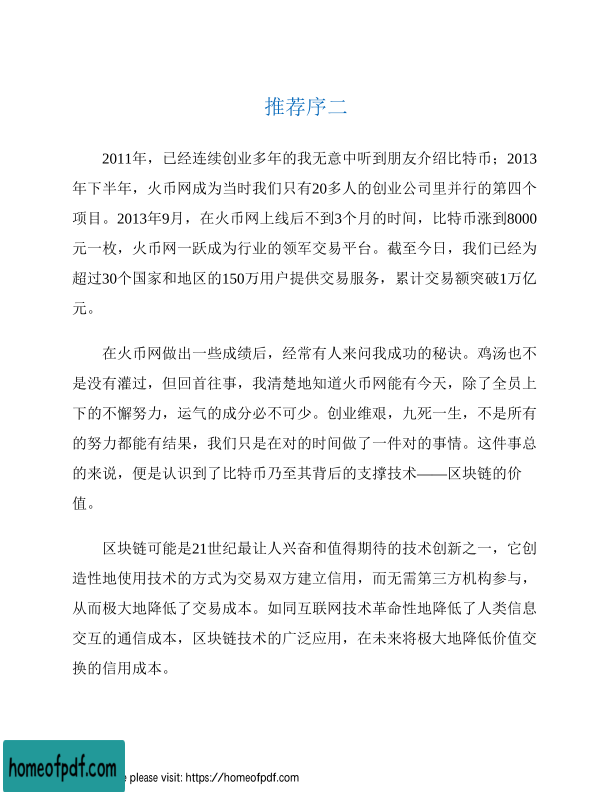 推荐序二
2011年，已经连续创业多年的我无意中听到朋友介绍比特币；2013
年下半年，火币网成为当时我们只有20多人的创业公司里并行的第四个
项目。2013年9月，在火币网上线后不到3个月的时间，比特币涨到8000
元一枚，火币网一跃成为行业的领军交易平台。截至今日，我们已经为
超过30个国家和地区的150万用户提供交易服务，累计交易额突破1万亿
元。
在火币网做出一些成绩后，经常有人来问我成功的秘诀。鸡汤也不
是没有灌过，但回首往事，我清楚地知道火币网能有今天，除了全员上
下的不懈努力，运气的成分必不可少。创业维艰，九死一生，不是所有
的努力都能有结果，我们只是在对的时间做了一件对的事情。这件事总
的来说，便是认识到了比特币乃至其背后的支撑技术——区块链的价
值。
区块链可能是21世纪最让人兴奋和值得期待的技术创新之一，它创
造性地使用技术的方式为交易双方建立信用，而无需第三方机构参与，
从而极大地降低了交易成本。如同互联网技术革命性地降低了人类信息
交互的通信成本，区块链技术的广泛应用，在未来将极大地降低价值交
换的信用成本。
homeofpdf.com
e please visit: https://homeofpdf.com